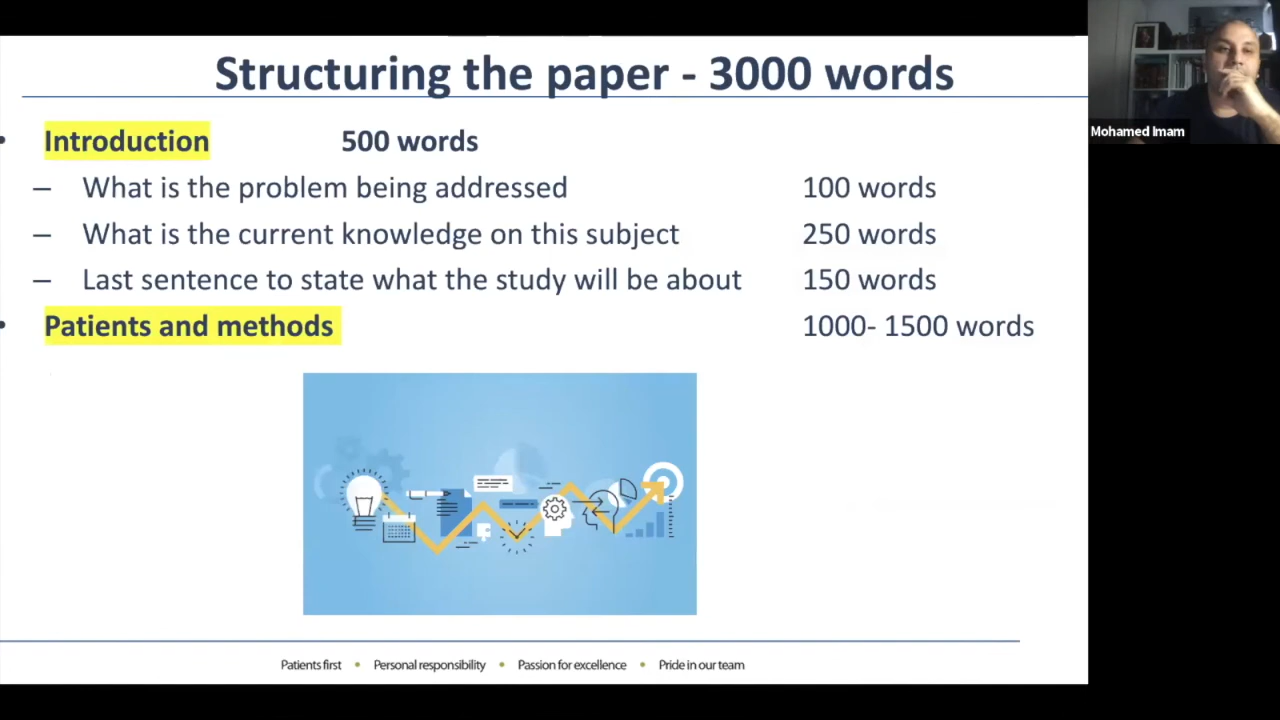 Structuring the paper - 3000 words
• Introduction 500 words
– What is the problem being addressed 100 words
– What is the current knowledge on this subject 250 words
– Last sentence to state what the study will be about 150 words
• Patients and methods 1000- 1500 words
Patients first • Personal responsibility • Passion for excellence • Pride in our team
Mohamed Imam